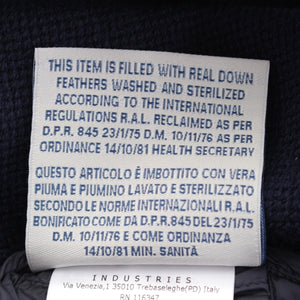 THIS ITEM IS FILLED WITH REAL DOWN
FEATHERS WASHED AND STERILIZED
ACCORDING TO THE INTERNATIONAL
REGULATIONS R.A.L. RECLAIMED AS PER
D.P.R. 845 23/1/75 D.M. 10/11/76 AS PER
ORDINANCE 14/10/81 HEALTH SECRETARY
QUESTO ARTICOLO È IMBOTTITO CON VERA
PIUMA E PIUMINO LAVATO E STERILIZZATO
SECONDO LE NORME INTERNAZIONALI R.A.L.
BONIFICATO COME DA D.P.R 845 DEL 23/1/75
D.M. 10/11/76 E COME ORDINANZA
14/10/81 MIN. SANITÀ
INDUSTRIES
Via Venezia,1 35010 Trebaseleghe(PD) Italy
RN 116347